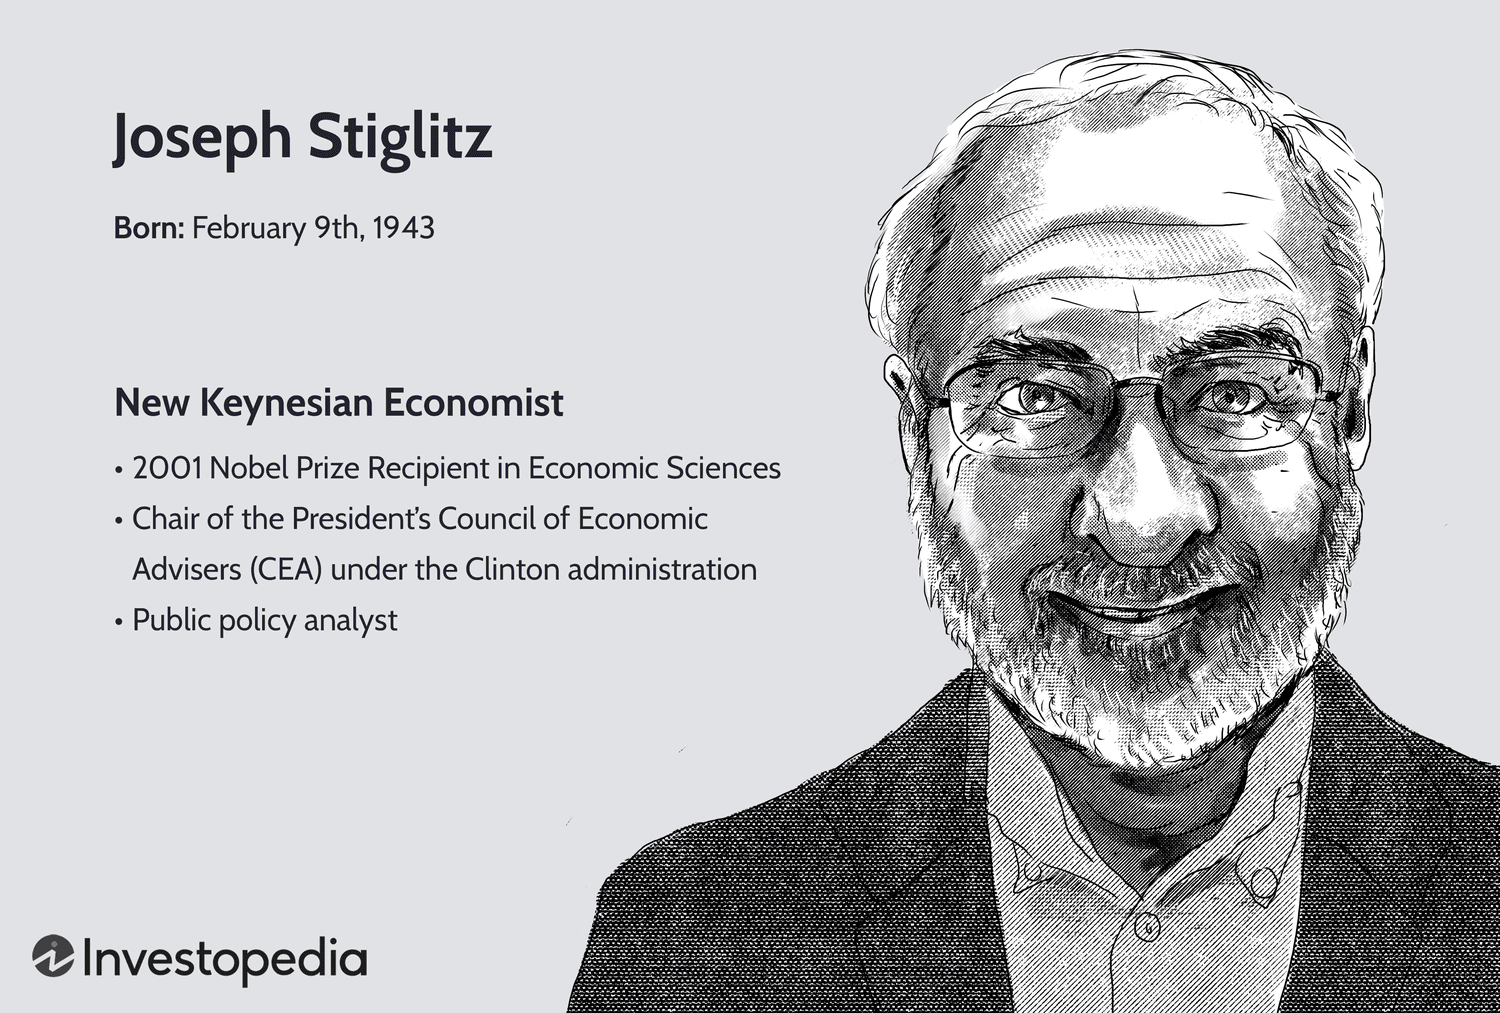 Joseph Stiglitz
Born: February 9th, 1943
New Keynesian Economist
• 2001 Nobel Prize Recipient in Economic Sciences
• Chair of the President’s Council of Economic
Advisers (CEA) under the Clinton administration
• Public policy analyst
Investopedia